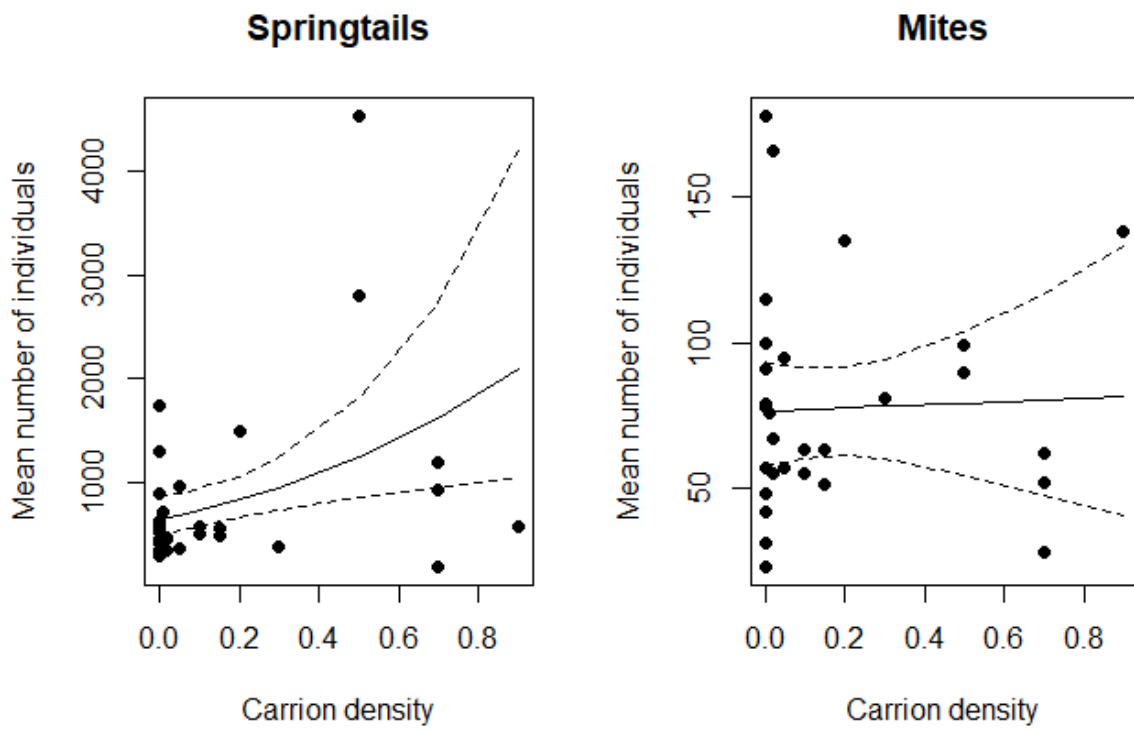 Springtails
Mean number of individuals
4000
3000
2000
1000
0.0 0.2 0.4 0.6 0.8
Carrion density
Mites
Mean number of individuals
150
100
50
0.0 0.2 0.4 0.6 0.8
Carrion density